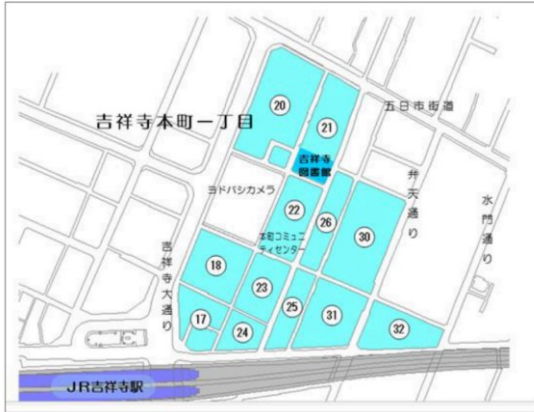 吉祥寺本町一丁目
五日市街道
20
21
吉祥寺
図書館
ヨドバシカメラ
弁天通り
水門通り
22
26
30
本町コミュニ
ティセンター
吉祥寺大通り
18
23
25
31
17
24
32
JR吉祥寺駅